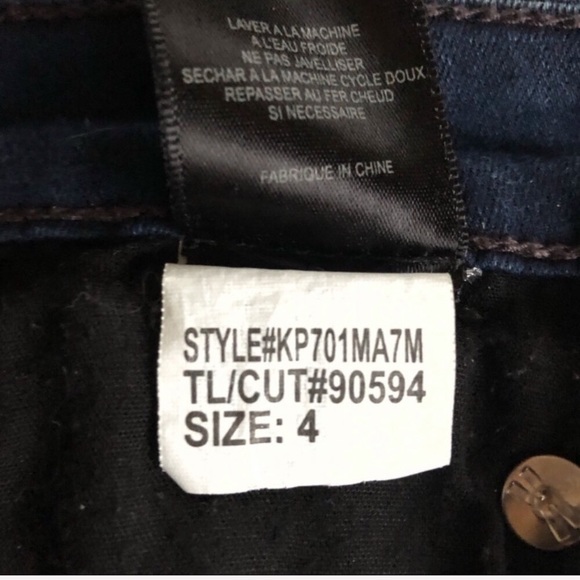 LAVER A LA MACHINE
A L'EAU FROIDE
NE PAS JAVELLISER
SECHAR A LA MACHINE CYCLE DOUX
REPASSER AU FER CHEUD
SI NECESSAIRE
FABRIQUE IN CHINE
STYLE#KP701MA7M
TL/CUT#90594
SIZE: 4